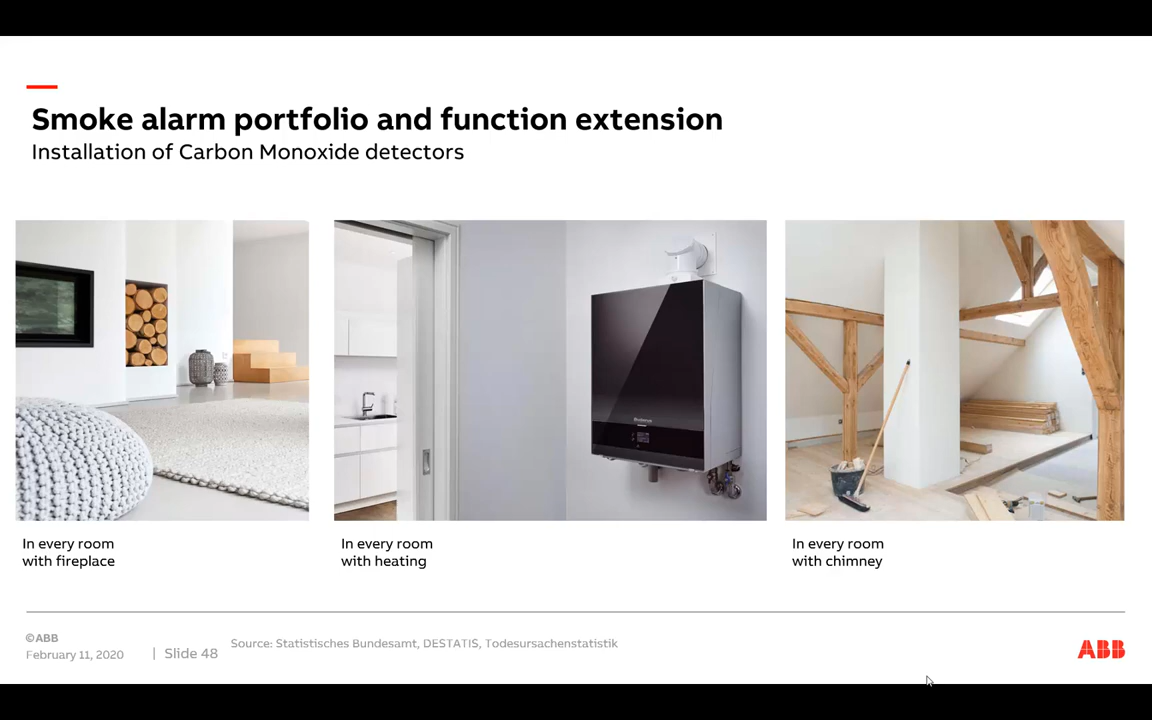 Smoke alarm portfolio and function extension
Installation of Carbon Monoxide detectors
In every room
with fireplace
In every room
with heating
In every room
with chimney
©ABB
February 11, 2020
| Slide 48
Source: Statistisches Bundesamt, DESTATIS, Todesursachenstatistik
ABB